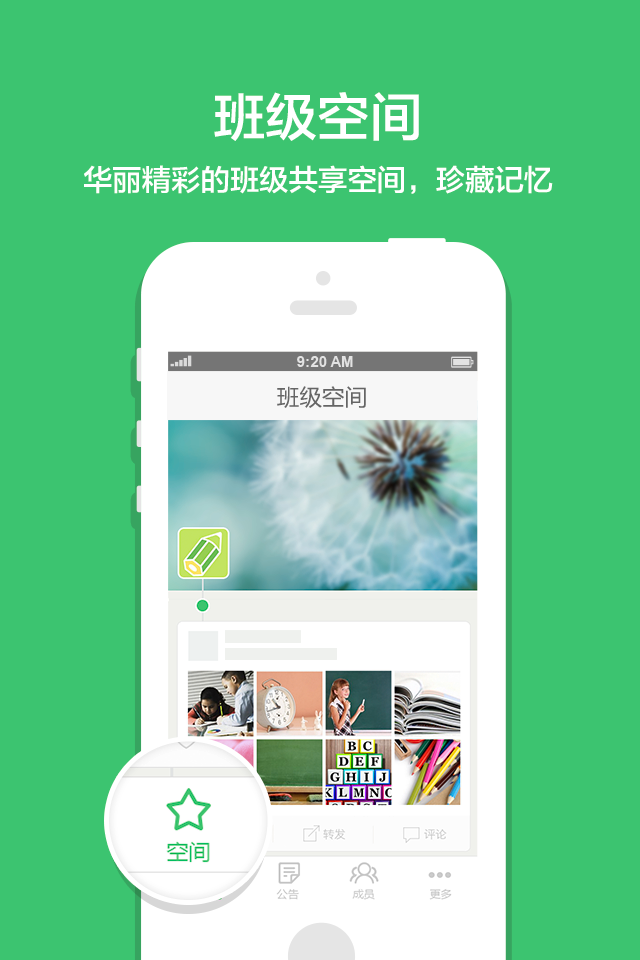 班级空间
华丽精彩的班级共享空间，珍藏记忆
9:20 AM
班级空间
B C
D E F
G H I J
K L M N O
转发
评论
空间
公告
成员
更多